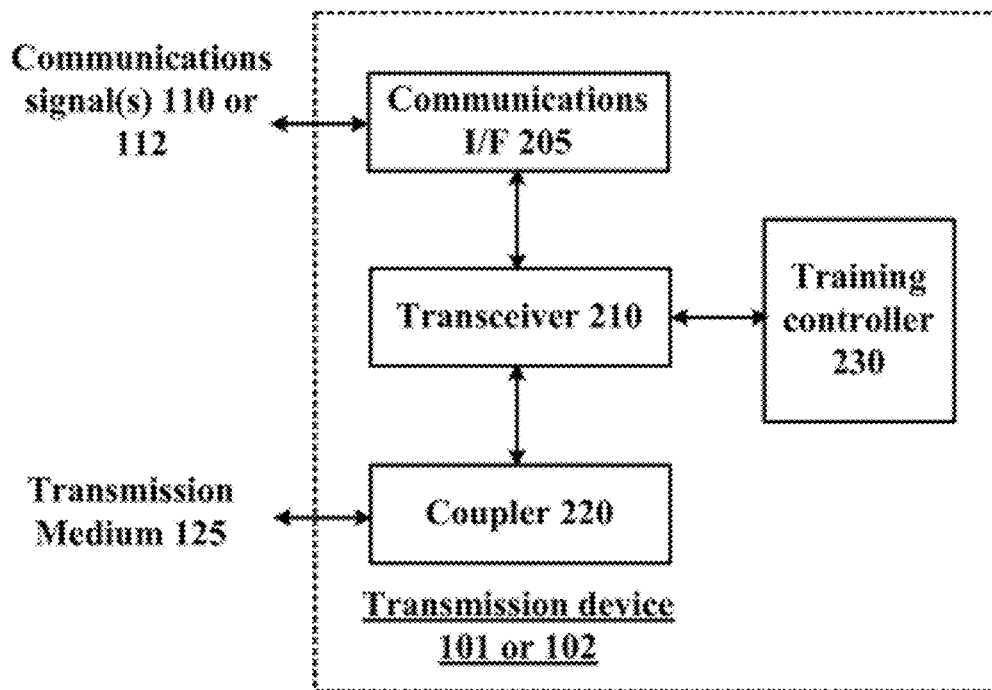 Communications
signal(s) 110 or
112
Communications
I/F 205
Transceiver 210
Training
controller
230
Transmission
Medium 125
Coupler 220
Transmission device
101 or 102